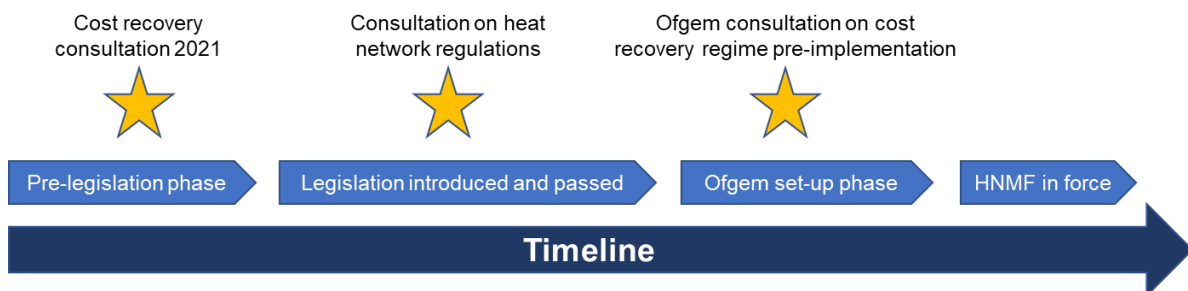 Cost recovery
consultation 2021
Consultation on heat
network regulations
Ofgem consultation on cost
recovery regime pre-implementation
Pre-legislation phase
Legislation introduced and passed
Ofgem set-up phase
HNMF in force
Timeline